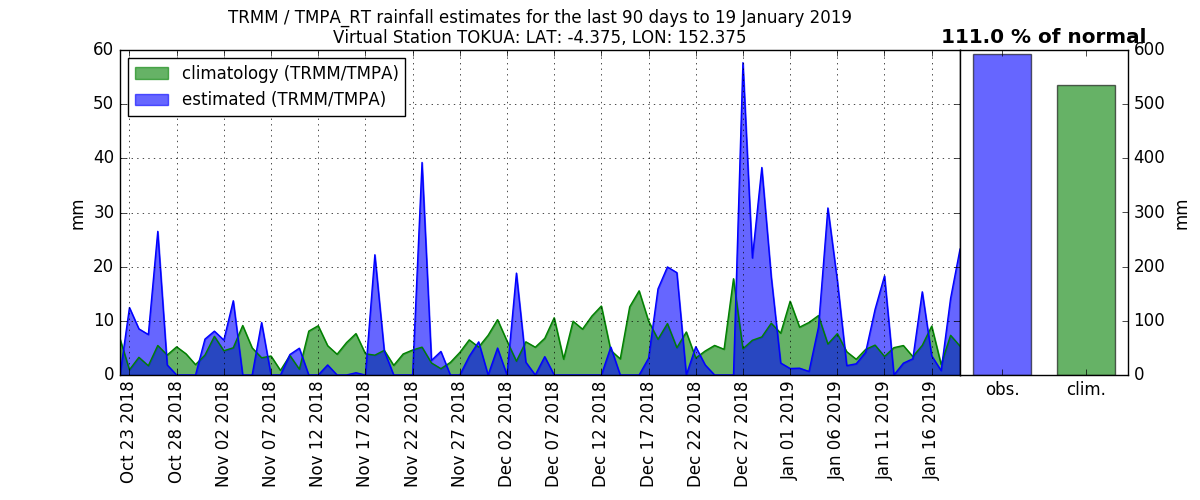 TRMM / TMPA_RT rainfall estimates for the last 90 days to 19 January 2019
Virtual Station TOKUA: LAT: -4.375, LON: 152.375
111.0 % of normal
climatology (TRMM/TMPA)
estimated (TRMM/TMPA)
60
50
40
30
20
10
0
mm
600
500
400
300
200
100
0
mm
Oct 23 2018
Oct 28 2018
Nov 02 2018
Nov 07 2018
Nov 12 2018
Nov 17 2018
Nov 22 2018
Nov 27 2018
Dec 02 2018
Dec 07 2018
Dec 12 2018
Dec 17 2018
Dec 22 2018
Dec 27 2018
Jan 01 2019
Jan 06 2019
Jan 11 2019
Jan 16 2019
obs.
clim.